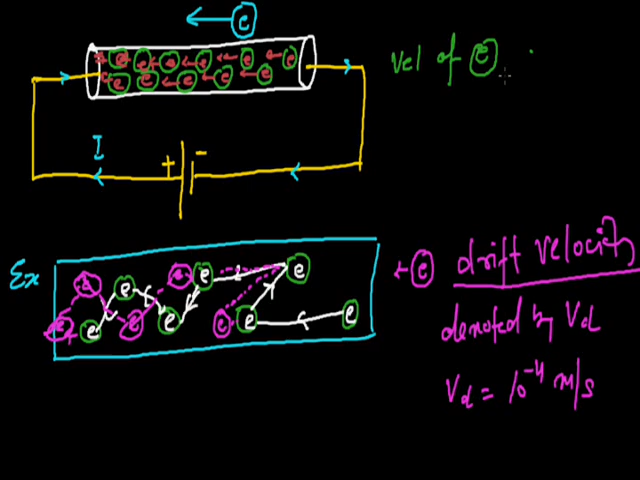 e
e e e e e e
e e e e e
vel of e
I
+ -
Ex
e e e e e e e
e e e e e
e drift velocity
denoted by Vd
Vd = 10-4 m/s